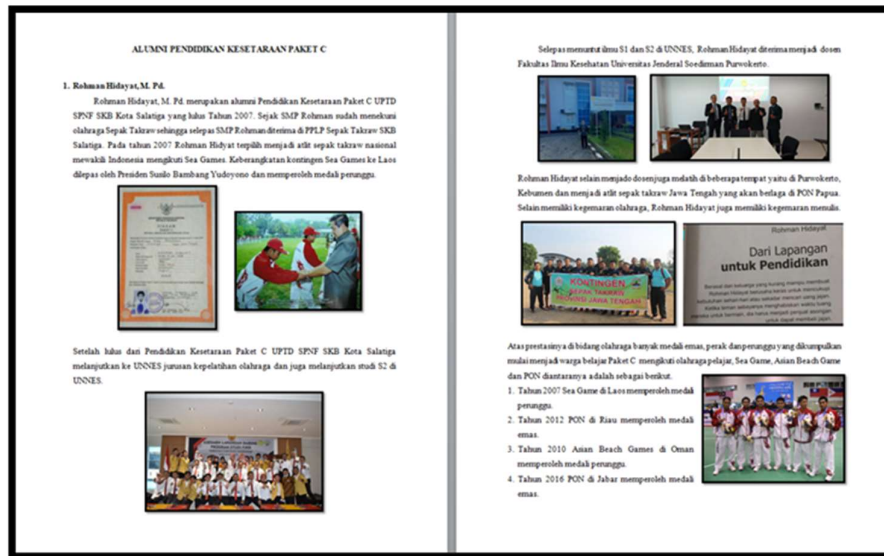 ALUMNI PENDIDIKAN KESETARAAN PAKET C
1. Rohman Hidayat, M. Pd.
Rohman Hidayat, M. Pd. merupakan alumni Pendidikan Kesetaraan Paket C UPTD
SPNF SKB Kota Salatiga yang lulus Tahun 2007. Sejak SMP Rohman sudah menekuni
olahraga Sepak Takraw sehingga selepas SMP Rohman diterima di PPLP Sepak Takraw SKB
Salatiga. Pada tahun 2007 Rohman Hidyat terpilih menjadi atlit sepak takraw nasional
mewakili Indonesia mengikuti Sea Games. Keberangkatan kontingen Sea Games ke Laos
dilepas oleh Presiden Susilo Bambang Yudoyono dan memperoleh medali perunggu.
Setelah lulus dari Pendidikan Kesetaraan Paket C UPTD SPNF SKB Kota Salatiga
melanjutkan ke UNNES jurusan kepelatihan olahraga dan juga melanjutkan studi S2 di
UNNES.
Selepas menuntut ilmu S1 dan S2 di UNNES, Rohman Hidayat diterima menjadi dosen
Fakultas Ilmu Kesehatan Universitas Jenderal Soedirman Purwokerto.
Rohman Hidayat selain menjado dosen juga melatih di beberapa tempat yaitu di Purwokerto,
Kebumen dan menjadi atlit sepak takraw Jawa Tengah yang akan berlaga di PON Papua.
Selain memiliki kegemaran olahraga, Rohman Hidayat juga memiliki kegemaran menulis.
KONTINGEN
SEPAK TAKRAW
PROVINSI JAWA TENGAH
Rohman Hidayat
Dari Lapangan
untuk Pendidikan
Atas prestasinya di bidang olahraga banyak medali emas, perak dan perunggu yang dikumpulkan
mulai menjadi warga belajar Paket C mengikuti olahraga pelajar, Sea Game, Asian Beach Game
dan PON diantaranya adalah sebagai berikut.
1. Tahun 2007 Sea Game di Laos memperoleh medali
perunggu.
2. Tahun 2012 PON di Riau memperoleh medali
emas.
3. Tahun 2010 Asian Beach Games di Oman
memperoleh medali perunggu.
4. Tahun 2016 PON di Jabar memperoleh medali
emas.